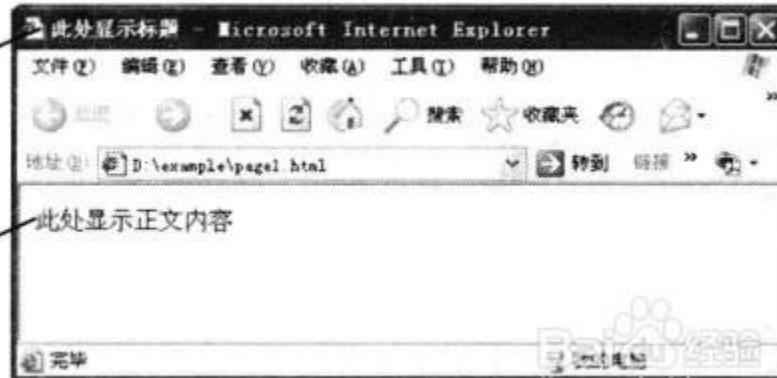 此处显示标题 - Microsoft Internet Explorer
文件(F) 编辑(E) 查看(V) 收藏(A) 工具(T) 帮助(H)
搜索 收藏夹
地址(D) D:\example\page1.html 转到 链接 »
此处显示正文内容
完毕
Baidu 经验